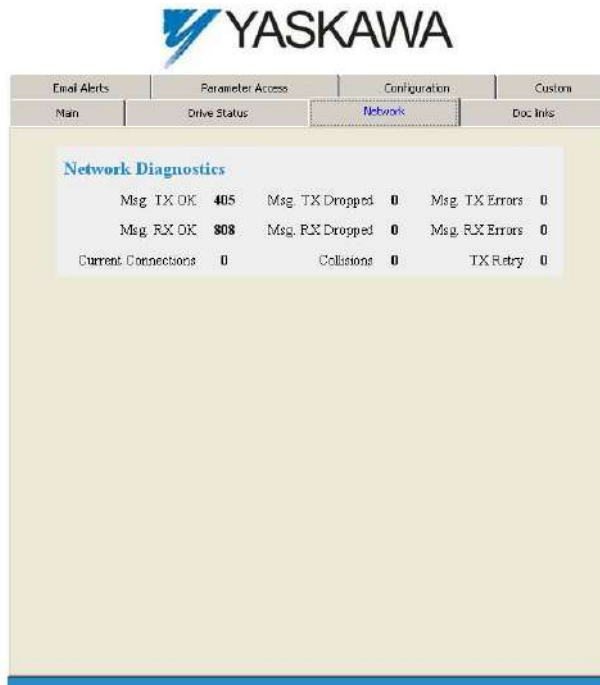 YASKAWA
Email Alerts Parameter Access Configuration Custom
Main Drive Status Network Doc links
Network Diagnostics
Msg. TX OK 405 Msg. TX Dropped 0 Msg. TX Errors 0
Msg. RX OK 808 Msg. RX Dropped 0 Msg. RX Errors 0
Current Connections 0 Collisions 0 TX Retry 0